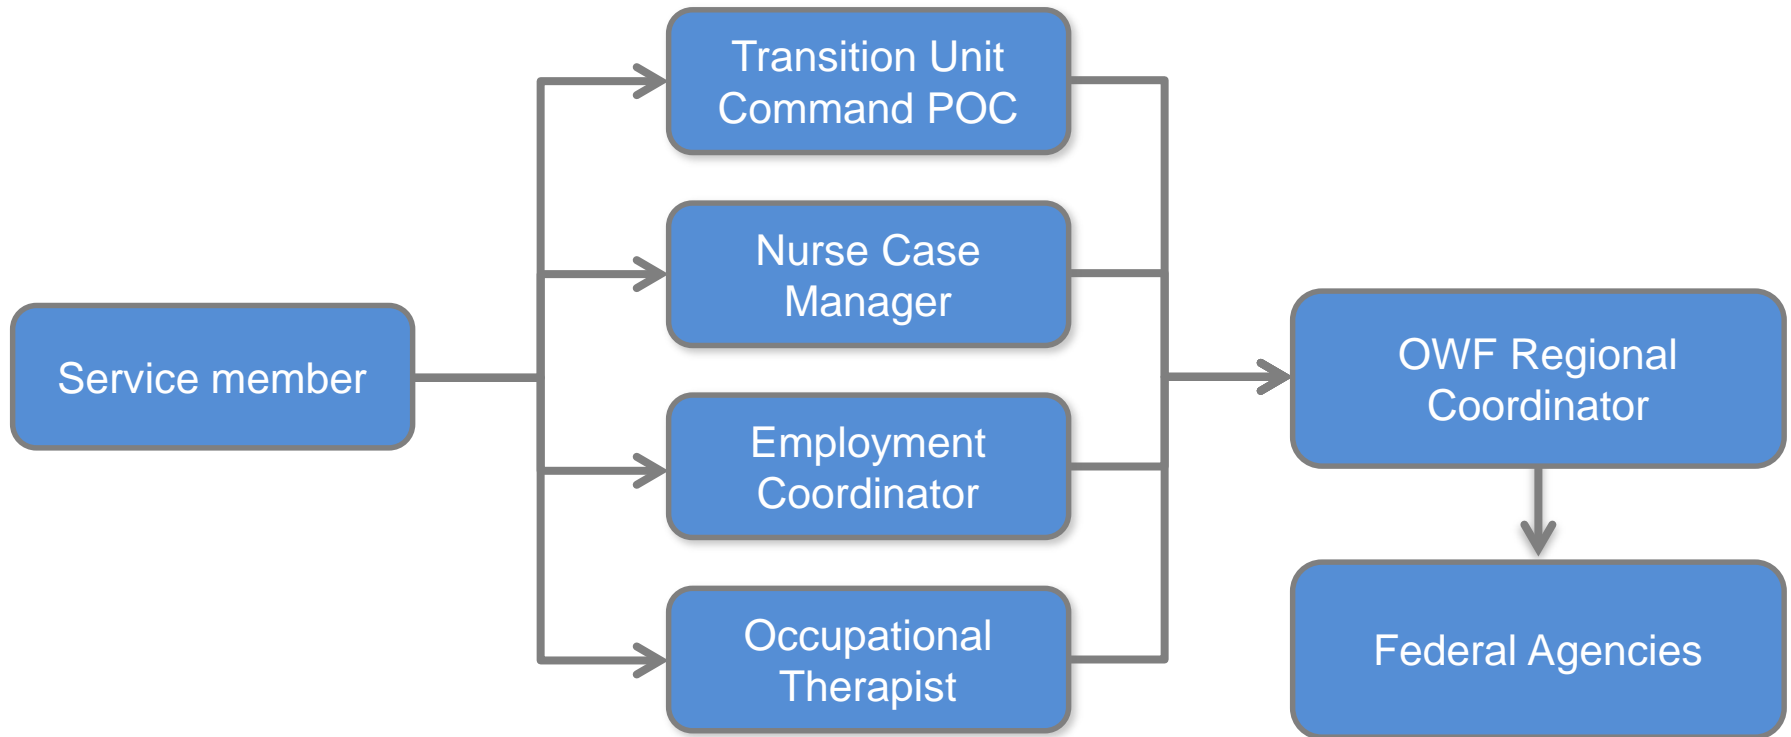 Service member
Transition Unit
Command POC
Nurse Case
Manager
Employment
Coordinator
Occupational
Therapist
OWF Regional
Coordinator
Federal Agencies